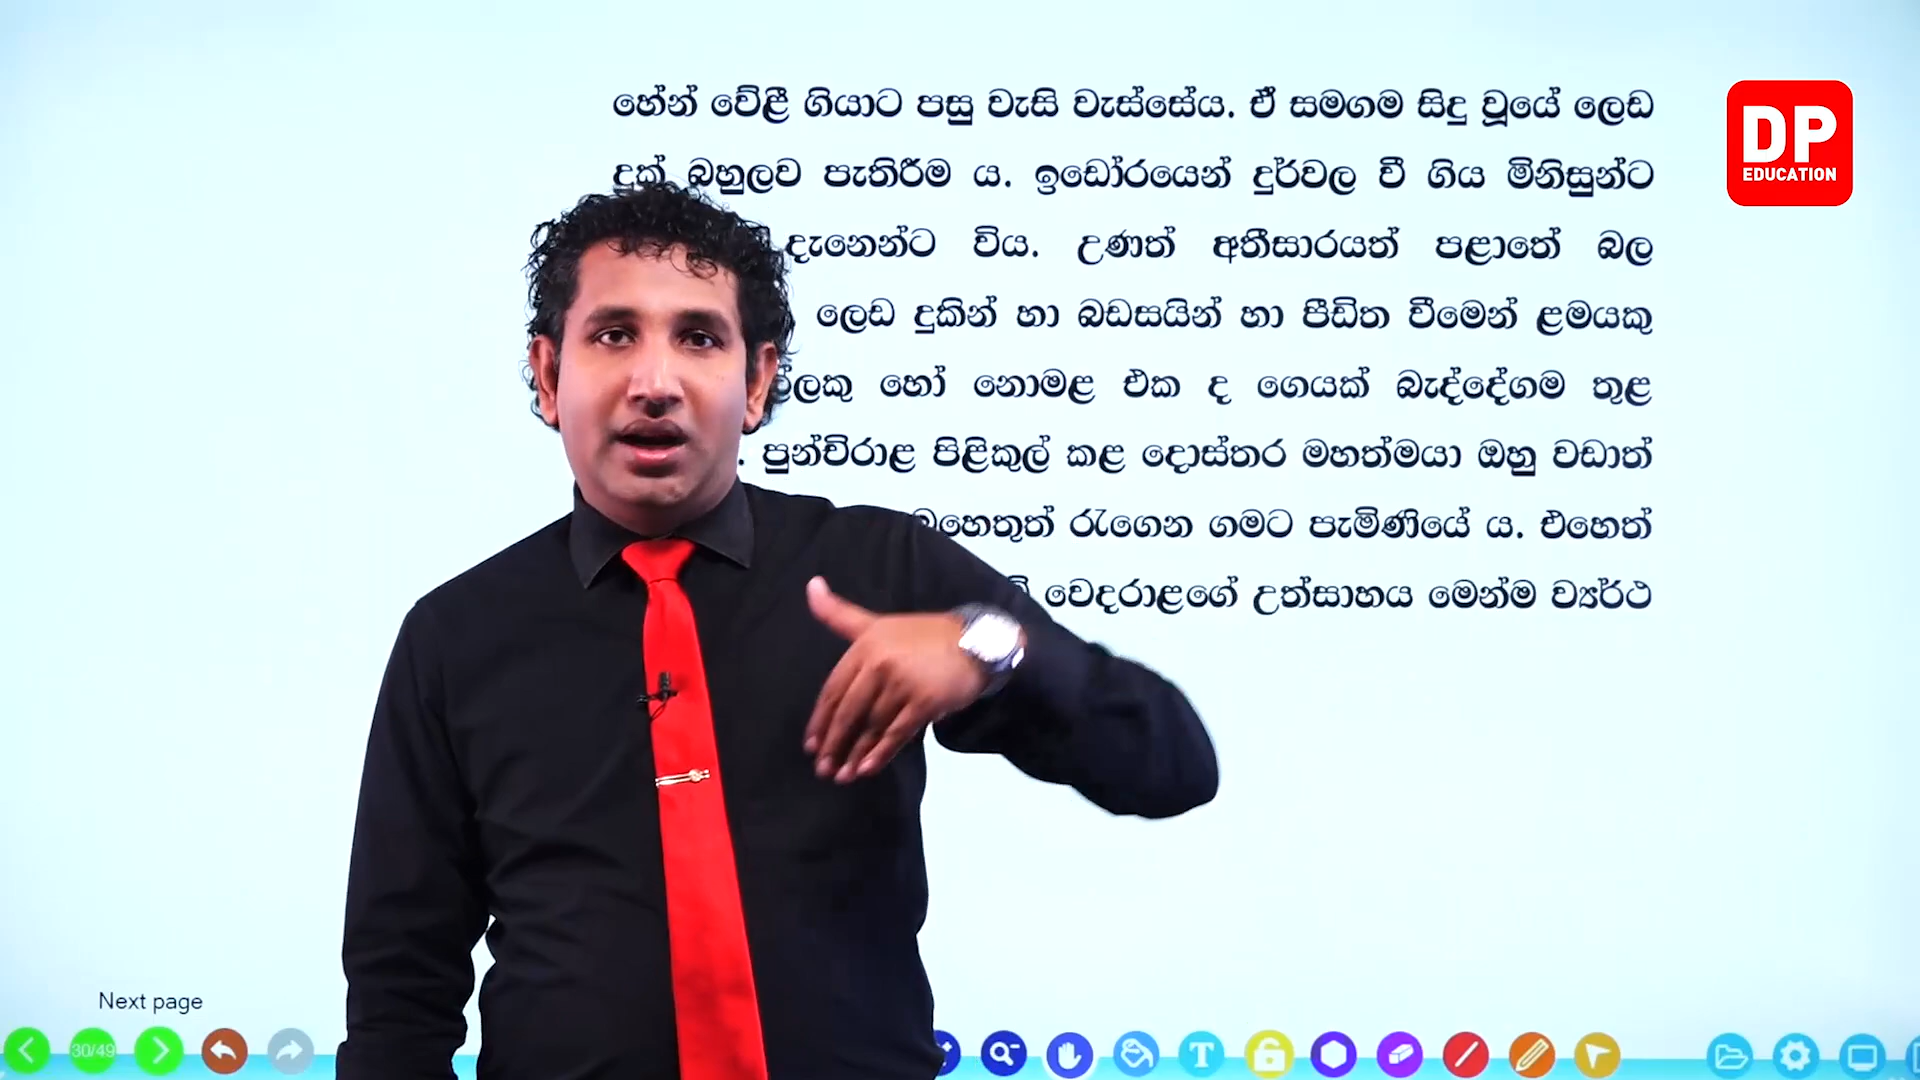 හේන් වේළී ගියාට පසු වැසි වැස්සේය. ඒ සමගම සිදු වූයේ ලෙඩ
දුක් බහුලව පැතිරීම ය. ඉඩෝරයෙන් දුර්වල වී ගිය මිනිසුන්ට
දැනෙන්ට විය. උණත් අතීසාරයත් පළාතේ බල
ලෙඩ දුකින් හා බඩසයින් හා පීඩිත වීමෙන් ළමයකු
හෝ නොමළ එක ද ගෙයක් බැද්දේගම තුළ
පුන්චිරාළ පිළිකුල් කළ දොස්තර මහත්මයා ඔහු වඩාත්
රැගෙන ගමට පැමිණියේ ය. එහෙත්
වෙදරාළගේ උත්සාහය මෙන්ම ව්‍යර්ථ
DP
EDUCATION
Next page
30/49